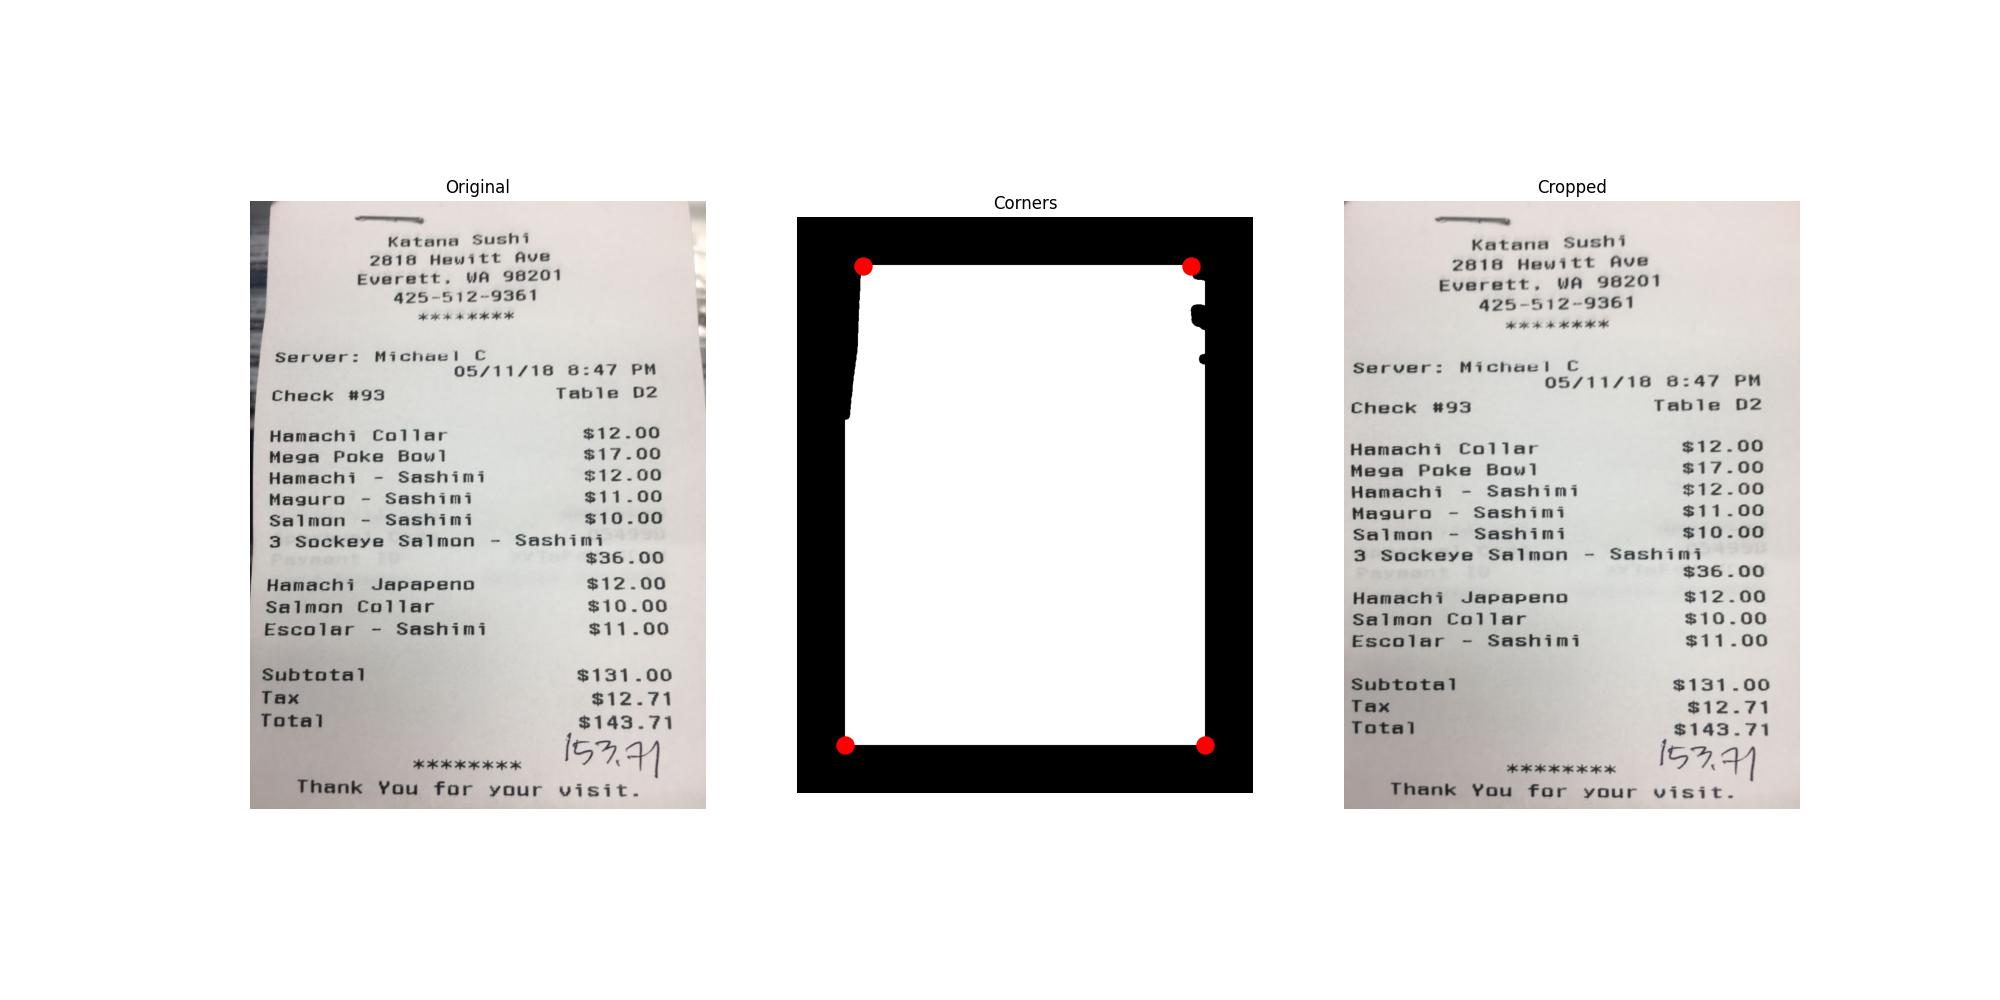 Original
Katana Sushi
2818 Hewitt Ave
Everett, WA 98201
425-512-9361
********
Server: Michael C
05/11/18 8:47 PM
Check #93 Table D2
Hamachi Collar $12.00
Mega Poke Bowl $17.00
Hamachi - Sashimi $12.00
Maguro - Sashimi $11.00
Salmon - Sashimi $10.00
3 Sockeye Salmon - Sashimi
$36.00
Hamachi Japapeno $12.00
Salmon Collar $10.00
Escolar - Sashimi $11.00
Subtotal $131.00
Tax $12.71
Total $143.71
153.71
********
Thank You for your visit.
Corners
Cropped
Katana Sushi
2818 Hewitt Ave
Everett, WA 98201
425-512-9361
********
Server: Michael C
05/11/18 8:47 PM
Check #93 Table D2
Hamachi Collar $12.00
Mega Poke Bowl $17.00
Hamachi - Sashimi $12.00
Maguro - Sashimi $11.00
Salmon - Sashimi $10.00
3 Sockeye Salmon - Sashimi
$36.00
Hamachi Japapeno $12.00
Salmon Collar $10.00
Escolar - Sashimi $11.00
Subtotal $131.00
Tax $12.71
Total $143.71
153.71
********
Thank You for your visit.